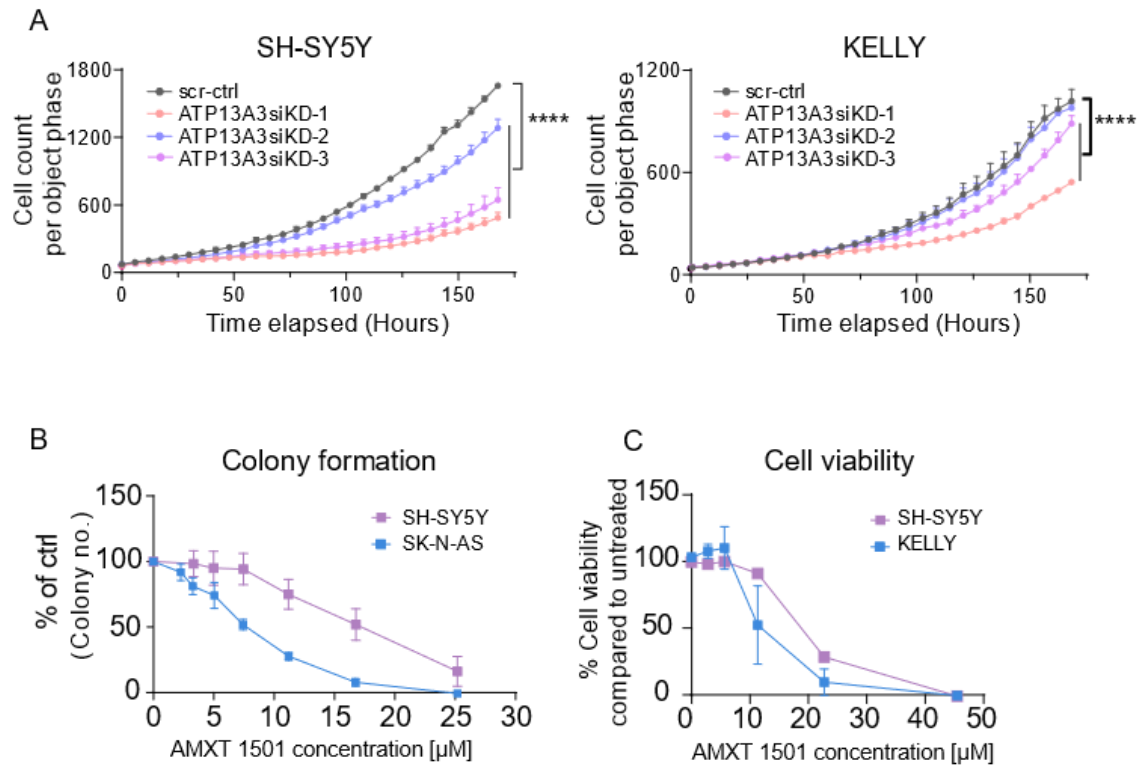 A
SH-SY5Y
1800
1200
600
0
0
50
100
150
Cell count
per object phase
Time elapsed (Hours)
scr-ctrl
ATP13A3siKD-1
ATP13A3siKD-2
ATP13A3siKD-3
****
KELLY
1200
600
0
0
50
100
150
Cell count
per object phase
Time elapsed (Hours)
scr-ctrl
ATP13A3siKD-1
ATP13A3siKD-2
ATP13A3siKD-3
****
B
Colony formation
150
100
50
0
0
5
10
15
20
25
30
% of ctrl
(Colony no.)
AMXT 1501 concentration [µM]
SH-SY5Y
SK-N-AS
C
Cell viability
150
100
50
0
0
10
20
30
40
50
% Cell viability
compared to untreated
AMXT 1501 concentration [µM]
SH-SY5Y
KELLY